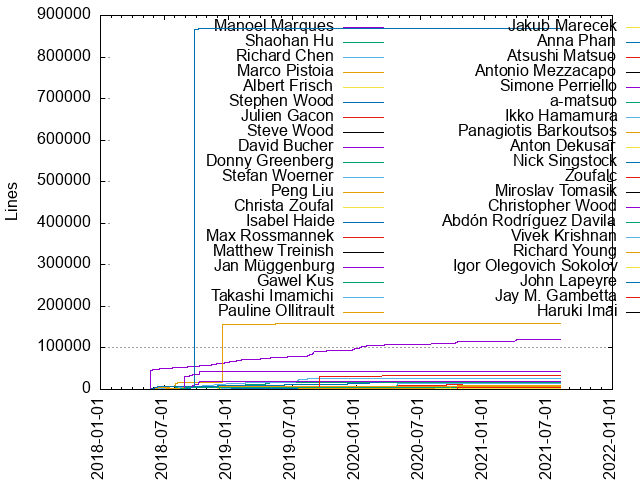 900000
800000
700000
600000
500000
400000
300000
200000
100000
0
Lines
2018-01-01
2018-07-01
2019-01-01
2019-07-01
2020-01-01
2020-07-01
2021-01-01
2021-07-01
2022-01-01
Manoel Marques
Shaohan Hu
Richard Chen
Marco Pistoia
Albert Frisch
Stephen Wood
Julien Gacon
Steve Wood
David Bucher
Donny Greenberg
Stefan Woerner
Peng Liu
Christa Zoufal
Isabel Haide
Max Rossmannek
Matthew Treinish
Jan Müggenburg
Gawel Kus
Takashi Imamichi
Pauline Ollitrault
Jakub Marecek
Anna Phan
Atsushi Matsuo
Antonio Mezzacapo
Simone Perriello
a-matsuo
Ikko Hamamura
Panagiotis Barkoutsos
Anton Dekusar
Nick Singstock
Zoufalc
Miroslav Tomasik
Christopher Wood
Abdón Rodríguez Davila
Vivek Krishnan
Richard Young
Igor Olegovich Sokolov
John Lapeyre
Jay M. Gambetta
Haruki Imai